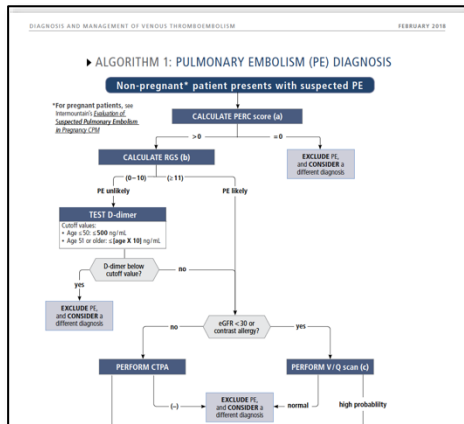 DIAGNOSIS AND MANAGEMENT OF VENOUS THROMBOEMBOLISM
FEBRUARY 2018
ALGORITHM 1: PULMONARY EMBOLISM (PE) DIAGNOSIS
Non-pregnant* patient presents with suspected PE
*For pregnant patients, see
Intermountain's Evaluation of
Suspected Pulmonary Embolism
in Pregnancy CPM
CALCULATE PERC score (a)
>0
=0
CALCULATE RGS (b)
EXCLUDE PE,
and CONSIDER a
different diagnosis
(0–10)
(≥ 11)
PE unlikely
PE likely
TEST D-dimer
Cutoff values:
• Age ≤50: ≤500 ng/mL
• Age 51 or older: ≤[age X 10] ng/mL
D-dimer below
cutoff value?
no
yes
EXCLUDE PE,
and CONSIDER a
different diagnosis
eGFR <30 or
contrast allergy?
no
yes
PERFORM CTPA
PERFORM V/Q scan (c)
(–)
EXCLUDE PE,
and CONSIDER a
different diagnosis
normal
high probability